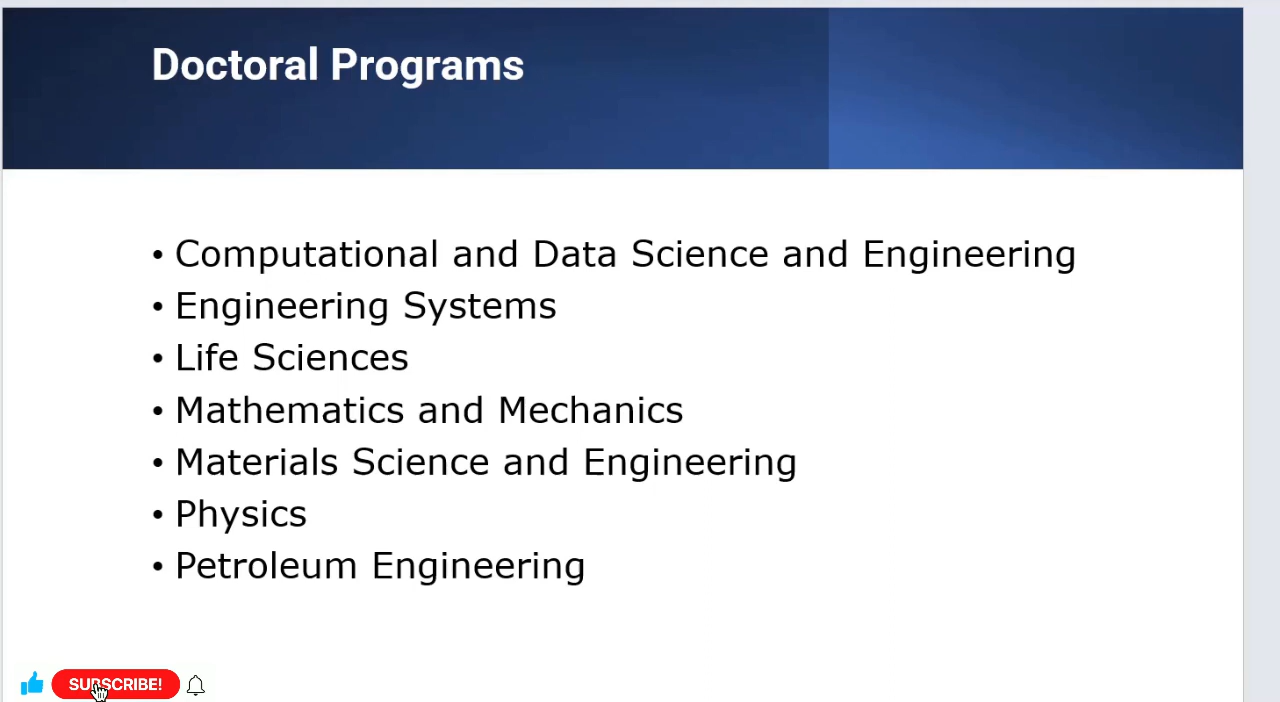 Doctoral Programs
• Computational and Data Science and Engineering
• Engineering Systems
• Life Sciences
• Mathematics and Mechanics
• Materials Science and Engineering
• Physics
• Petroleum Engineering
SUBSCRIBE!